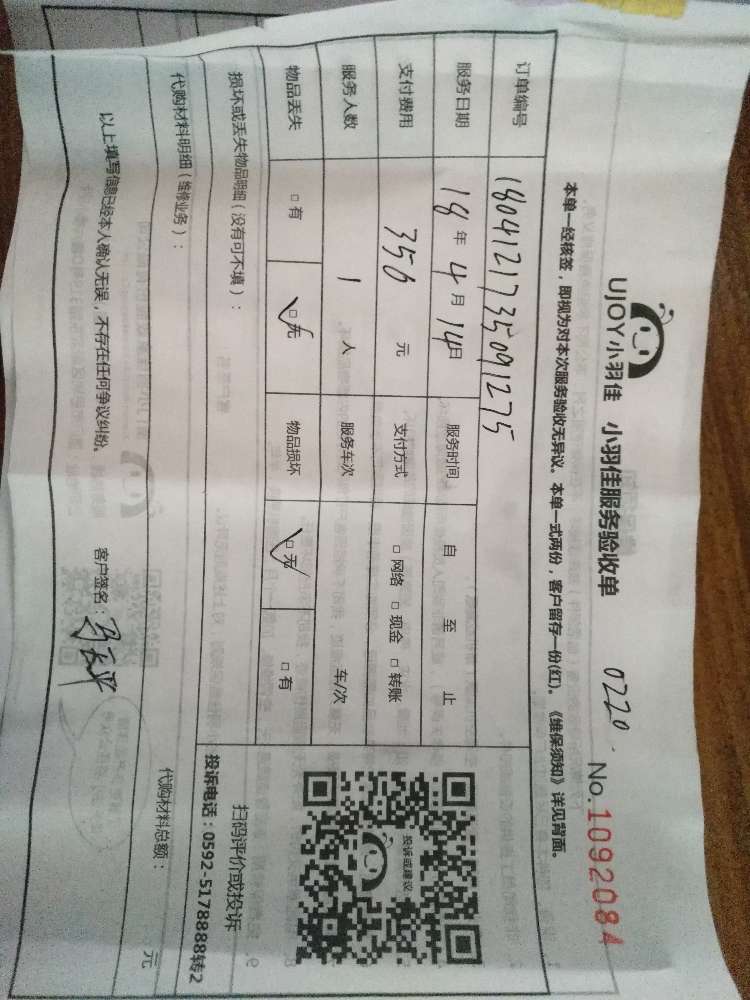 UJOY小羽佳 小羽佳服务验收单 0220 No.1092084
本单一经核签，即视为对本次服务验收无异议。本单一式两份，客户留存一份(红)。《维保须知》详见背面。
订单编号 1804121735091275
服务日期 18年4月14日 服务时间 自 至 止
支付费用 356 元 支付方式 □网络 □现金 □转账
服务人数 1 人 服务车次 车/次
物品丢失 □有 ☑无 物品损坏 ☑无 □有
损坏或丢失物品明细（没有可不填）：
代购材料明细（维修业务）： 代购材料总额： 元
以上填写信息已经本人确认无误，不存在任何争议纠纷。 客户签名：
投诉或建议
扫码评价或投诉
投诉电话：0592-5178888转2